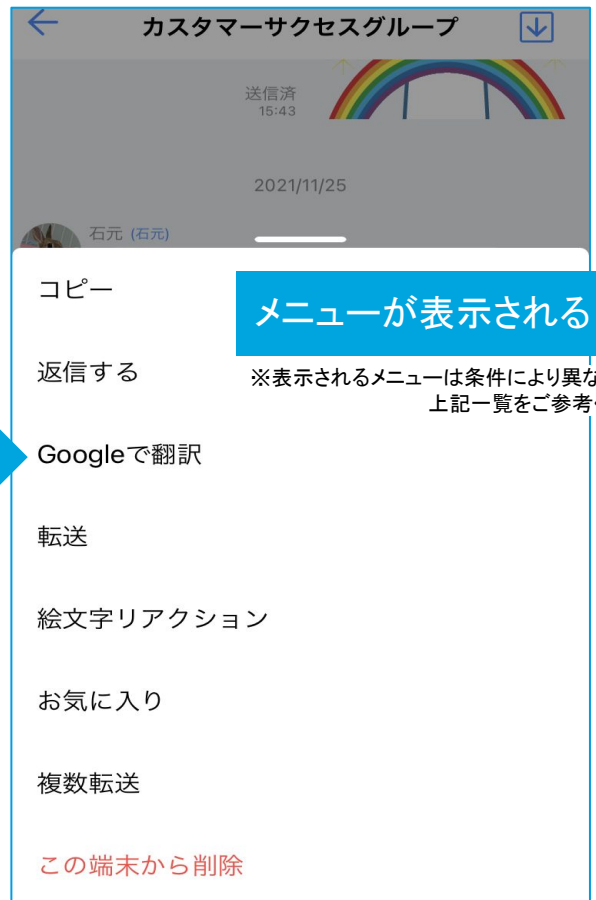 カスタマーサクセスグループ
送信済
15:43
2021/11/25
石元 (石元)
コピー
メニューが表示される
返信する
※表示されるメニューは条件により異な
上記一覧をご参考
Googleで翻訳
転送
絵文字リアクション
お気に入り
複数転送
この端末から削除